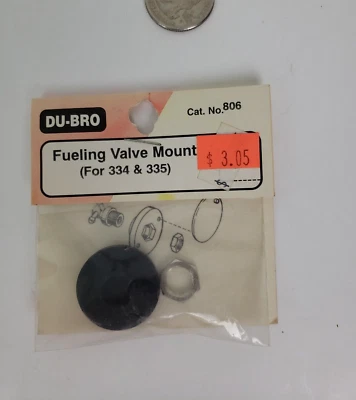 DU-BRO
Cat. No. 806
Fueling Valve Mount
(For 334 & 335)
$ 3.05